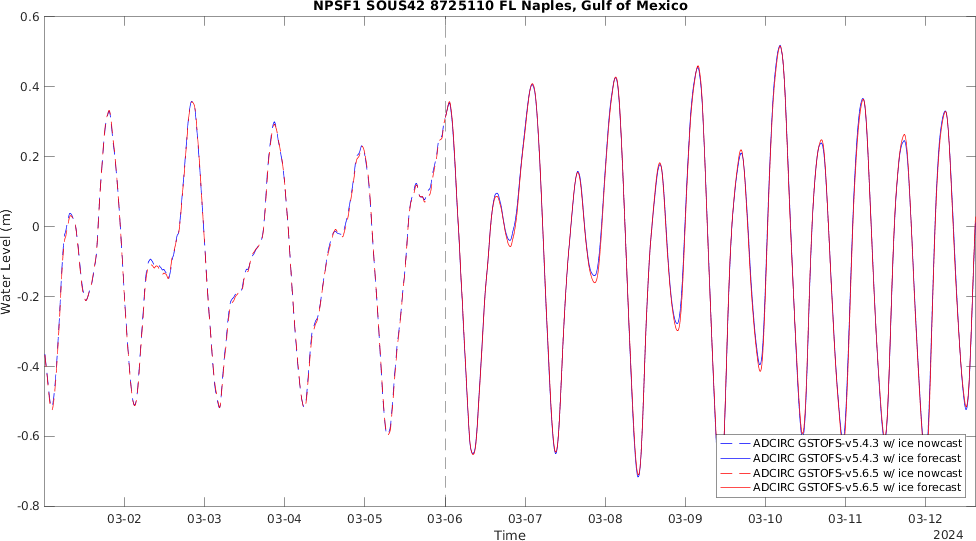 NPSF1 SOUS42 8725110 FL Naples, Gulf of Mexico
0.6
0.4
0.2
0
-0.2
-0.4
-0.6
-0.8
Water Level (m)
ADCIRC GSTOFS-v5.4.3 w/ ice nowcast
ADCIRC GSTOFS-v5.4.3 w/ ice forecast
ADCIRC GSTOFS-v5.6.5 w/ ice nowcast
ADCIRC GSTOFS-v5.6.5 w/ ice forecast
03-02 03-03 03-04 03-05 03-06 03-07 03-08 03-09 03-10 03-11 03-12
Time
2024